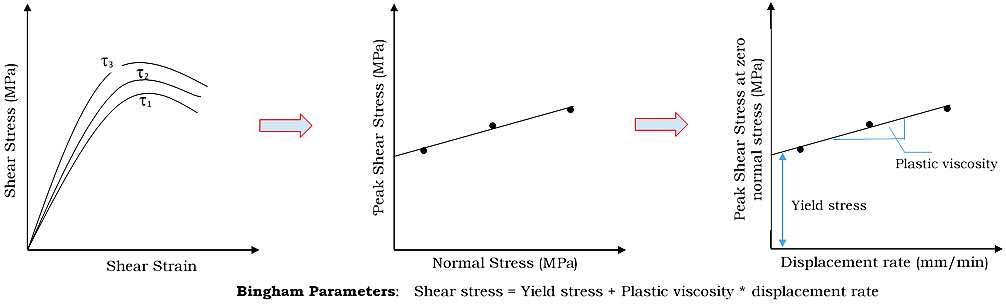 Shear Stress (MPa)
τ3
τ2
τ1
Shear Strain
Peak Shear Stress (MPa)
Normal Stress (MPa)
Peak Shear Stress at zero
normal stress (MPa)
Plastic viscosity
Yield stress
Displacement rate (mm/min)
Bingham Parameters: Shear stress = Yield stress + Plastic viscosity * displacement rate